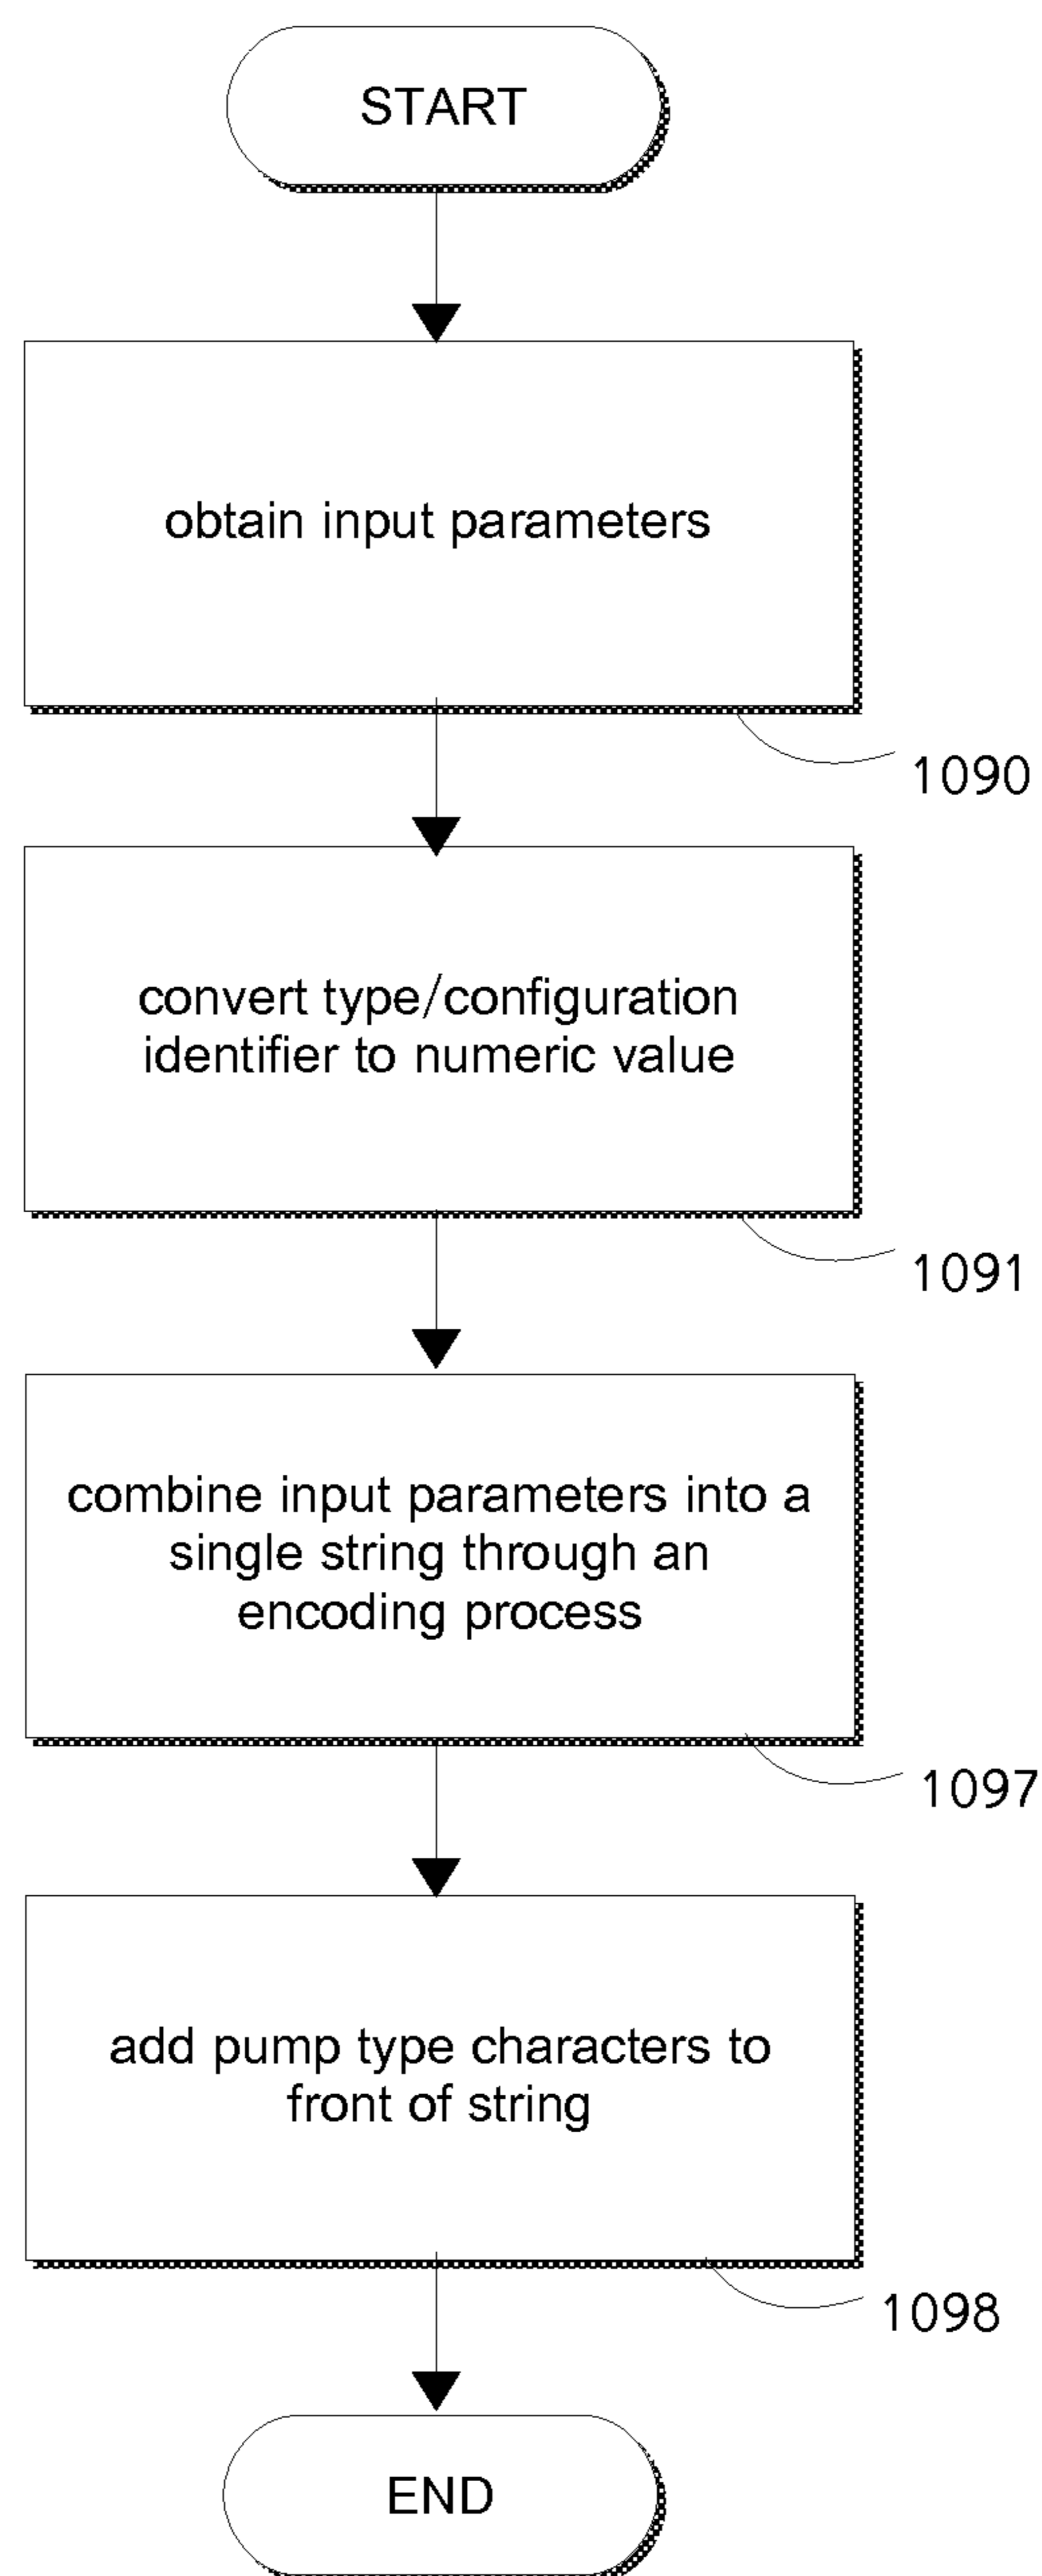 START
obtain input parameters
1090
convert type/configuration
identifier to numeric value
1091
combine input parameters into a
single string through an
encoding process
1097
add pump type characters to
front of string
1098
END